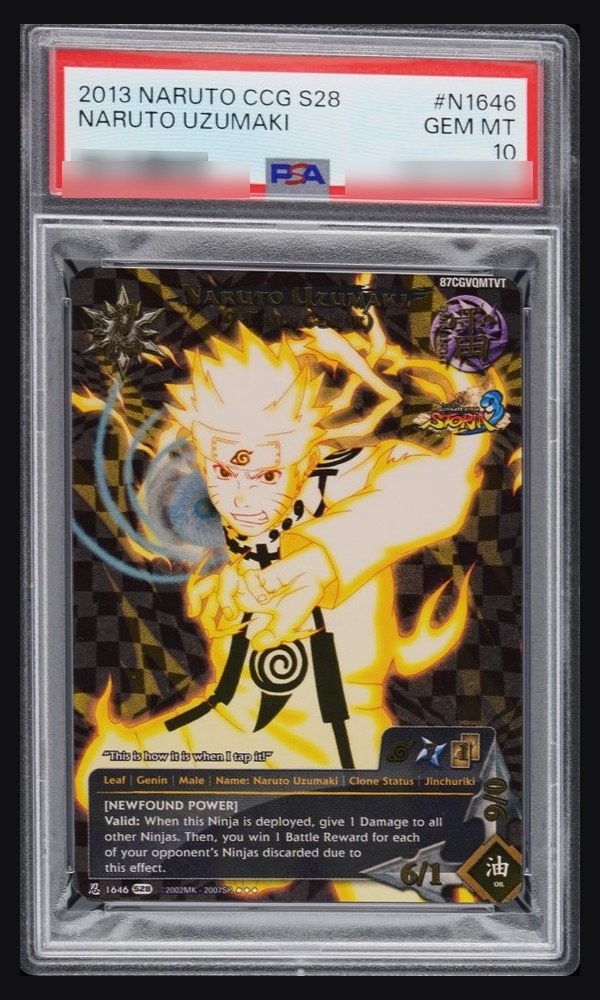 2013 NARUTO CCG S28
#N1646
NARUTO UZUMAKI
GEM MT
10
PSA
87CGVQMTVT
NARUTO UZUMAKI
雷
STORM 3
"This is how it is when I tap it!"
Leaf | Genin | Male | Name: Naruto Uzumaki | Clone Status | Jinchuriki
[NEWFOUND POWER]
Valid: When this Ninja is deployed, give 1 Damage to all
other Ninjas. Then, you win 1 Battle Reward for each
of your opponent's Ninjas discarded due to
this effect.
9/0
6/1
油
OIL
忍 1646 S28 2002MK - 2007SP